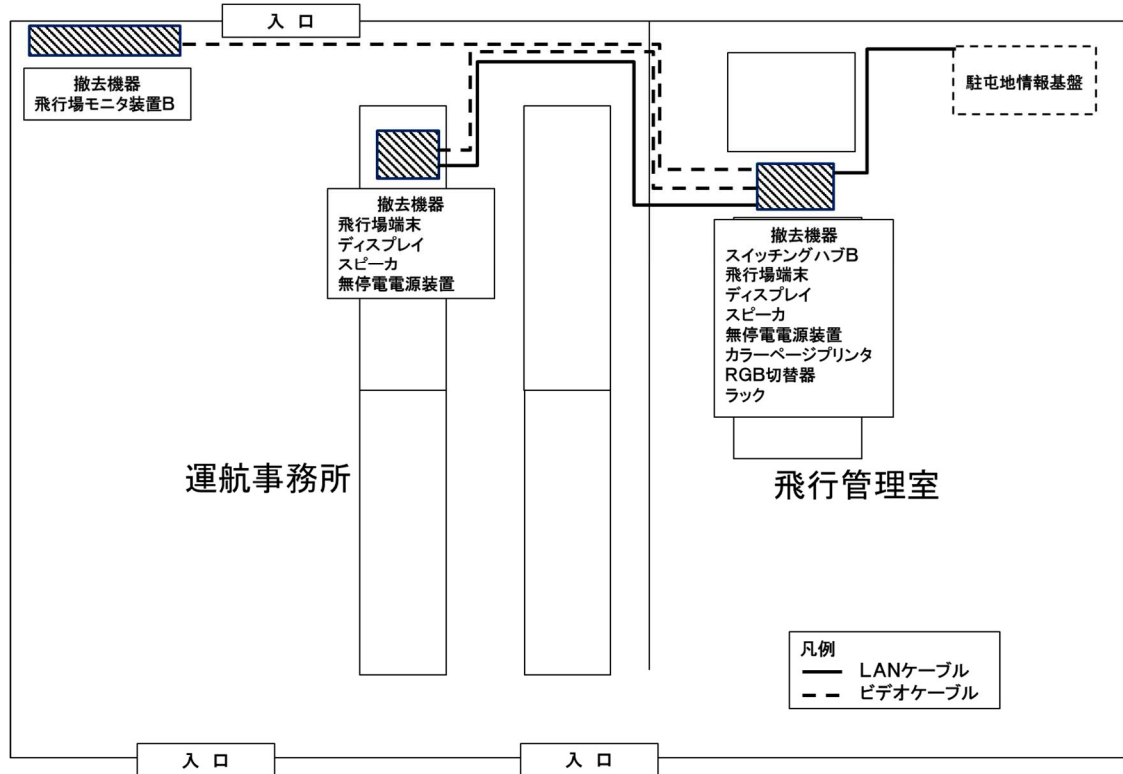 入 口
撤去機器
飛行場モニタ装置B
駐屯地情報基盤
撤去機器
飛行場端末
ディスプレイ
スピーカ
無停電電源装置
撤去機器
スイッチングハブB
飛行場端末
ディスプレイ
スピーカ
無停電電源装置
カラーページプリンタ
RGB切替器
ラック
運航事務所
飛行管理室
凡例
LANケーブル
ビデオケーブル
入 口
入 口